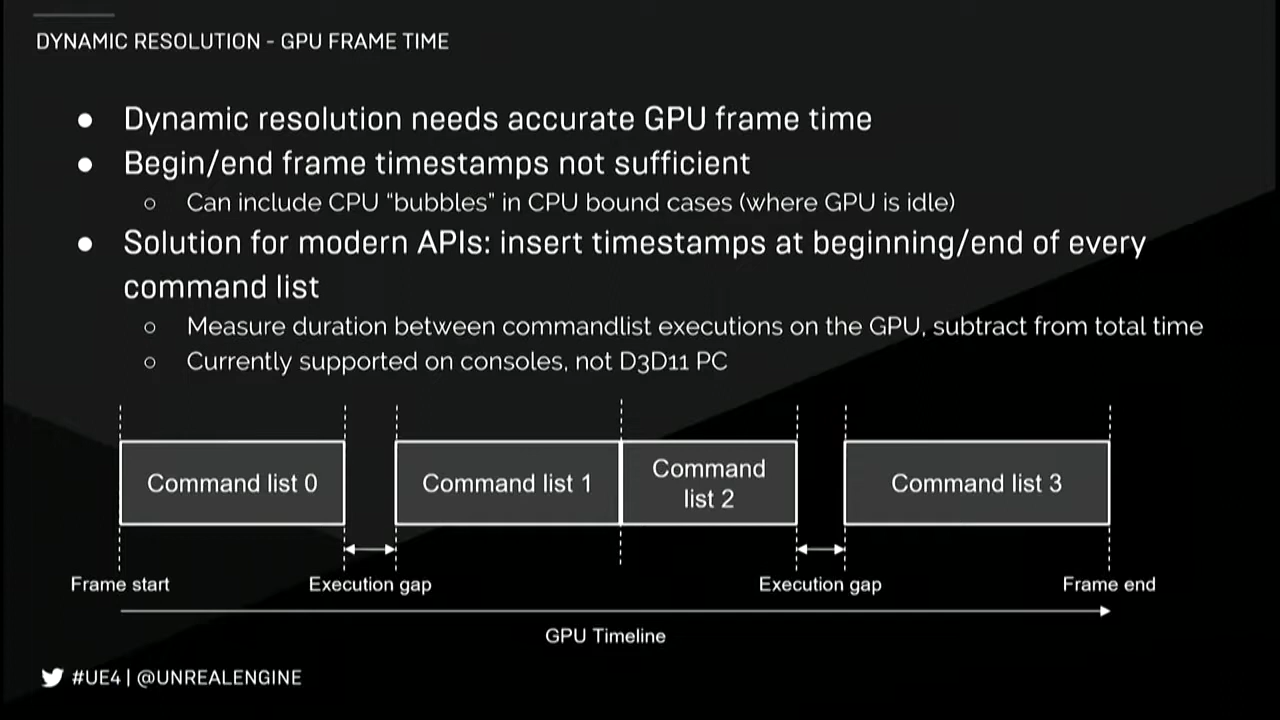 DYNAMIC RESOLUTION - GPU FRAME TIME
● Dynamic resolution needs accurate GPU frame time
● Begin/end frame timestamps not sufficient
○ Can include CPU “bubbles” in CPU bound cases (where GPU is idle)
● Solution for modern APIs: insert timestamps at beginning/end of every
command list
○ Measure duration between commandlist executions on the GPU, subtract from total time
○ Currently supported on consoles, not D3D11 PC
Command list 0
Command list 1
Command
list 2
Command list 3
Frame start
Execution gap
Execution gap
Frame end
GPU Timeline
#UE4 | @UNREALENGINE